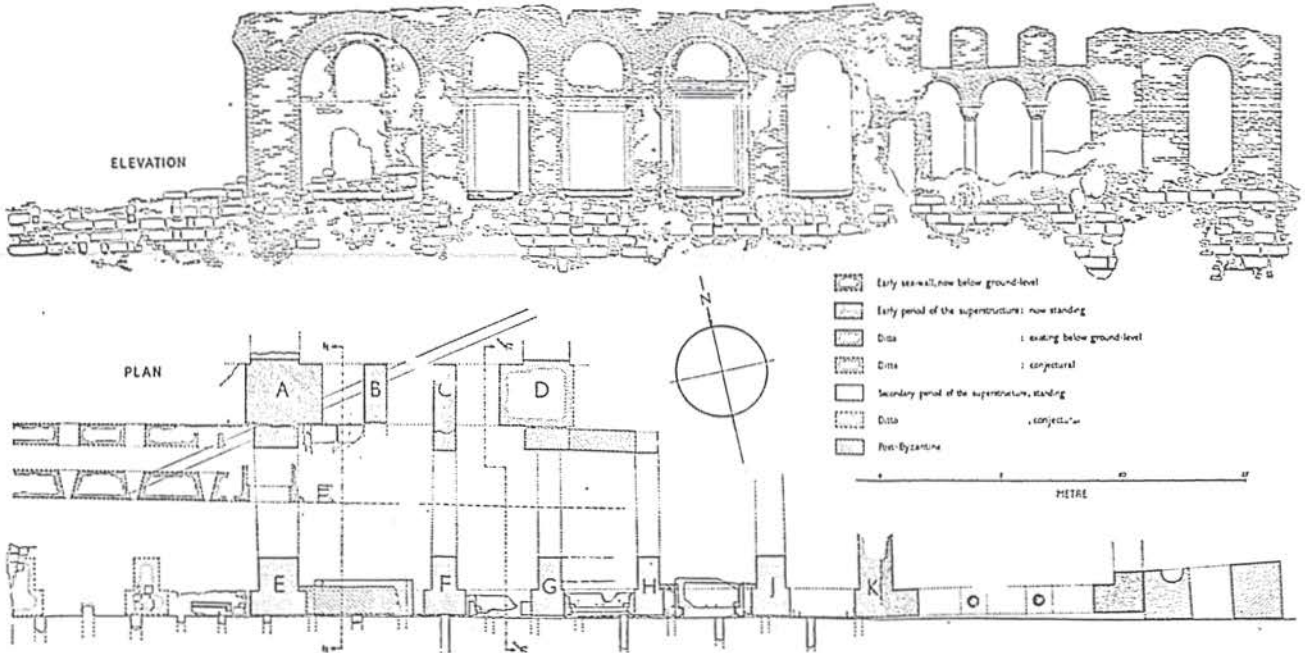 ELEVATION
Early sea-wall, now below ground-level
Early period of the superstructure : now standing
Ditto : existing below ground-level
Ditto : conjectural
Secondary period of the superstructure, standing
Ditto , conjectural
Post-Byzantine
N
PLAN
A B C D
METRE
E F G H J K